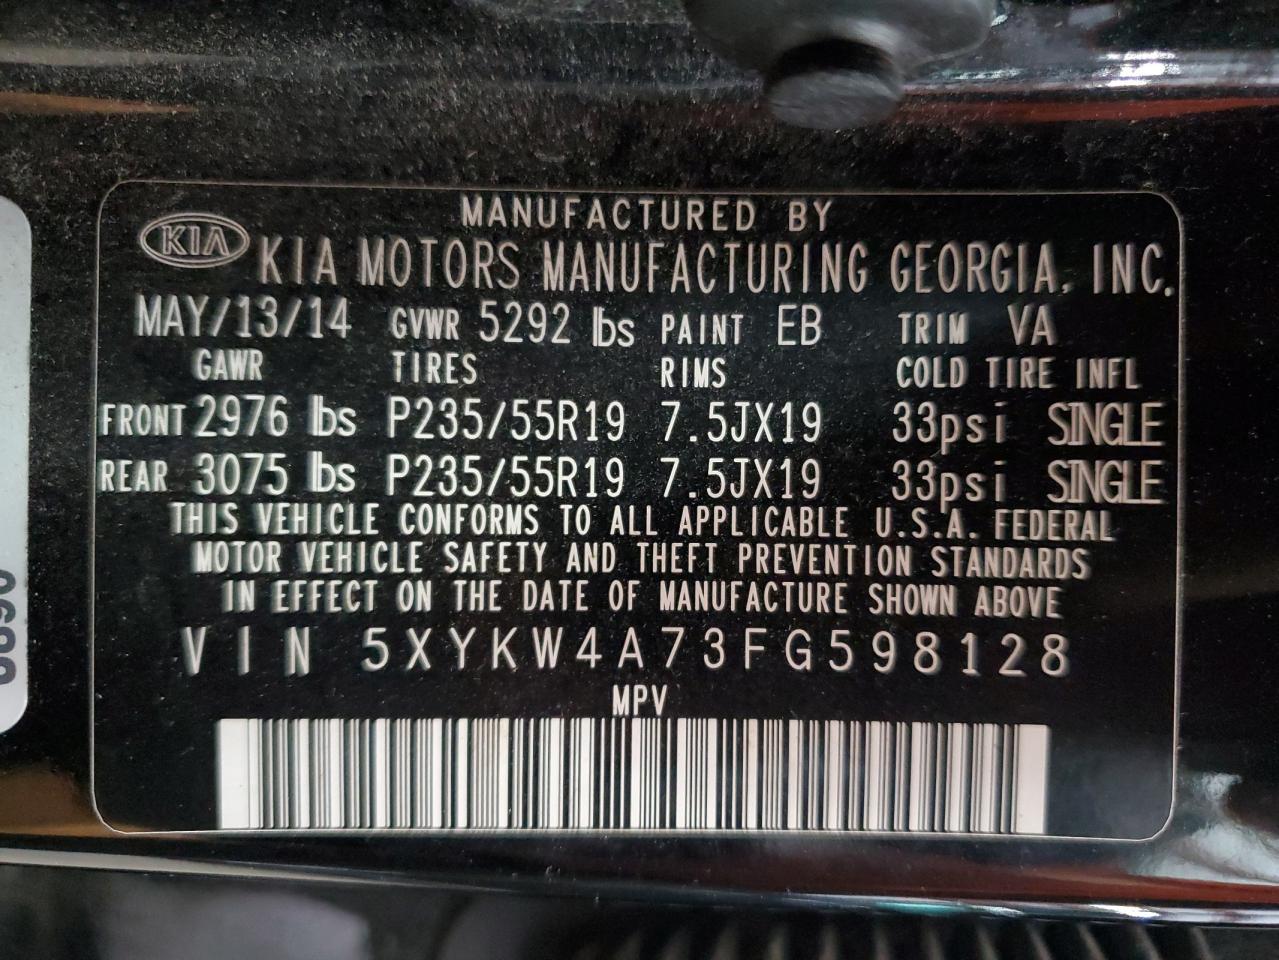 MANUFACTURED BY
KIA KIA MOTORS MANUFACTURING GEORGIA, INC.
MAY/13/14 GVWR 5292 lbs PAINT EB TRIM VA
GAWR TIRES RIMS COLD TIRE INFL
FRONT 2976 lbs P235/55R19 7.5JX19 33psi SINGLE
REAR 3075 lbs P235/55R19 7.5JX19 33psi SINGLE
THIS VEHICLE CONFORMS TO ALL APPLICABLE U.S.A. FEDERAL
MOTOR VEHICLE SAFETY AND THEFT PREVENTION STANDARDS
IN EFFECT ON THE DATE OF MANUFACTURE SHOWN ABOVE
VIN 5XYKW4A73FG598128
MPV